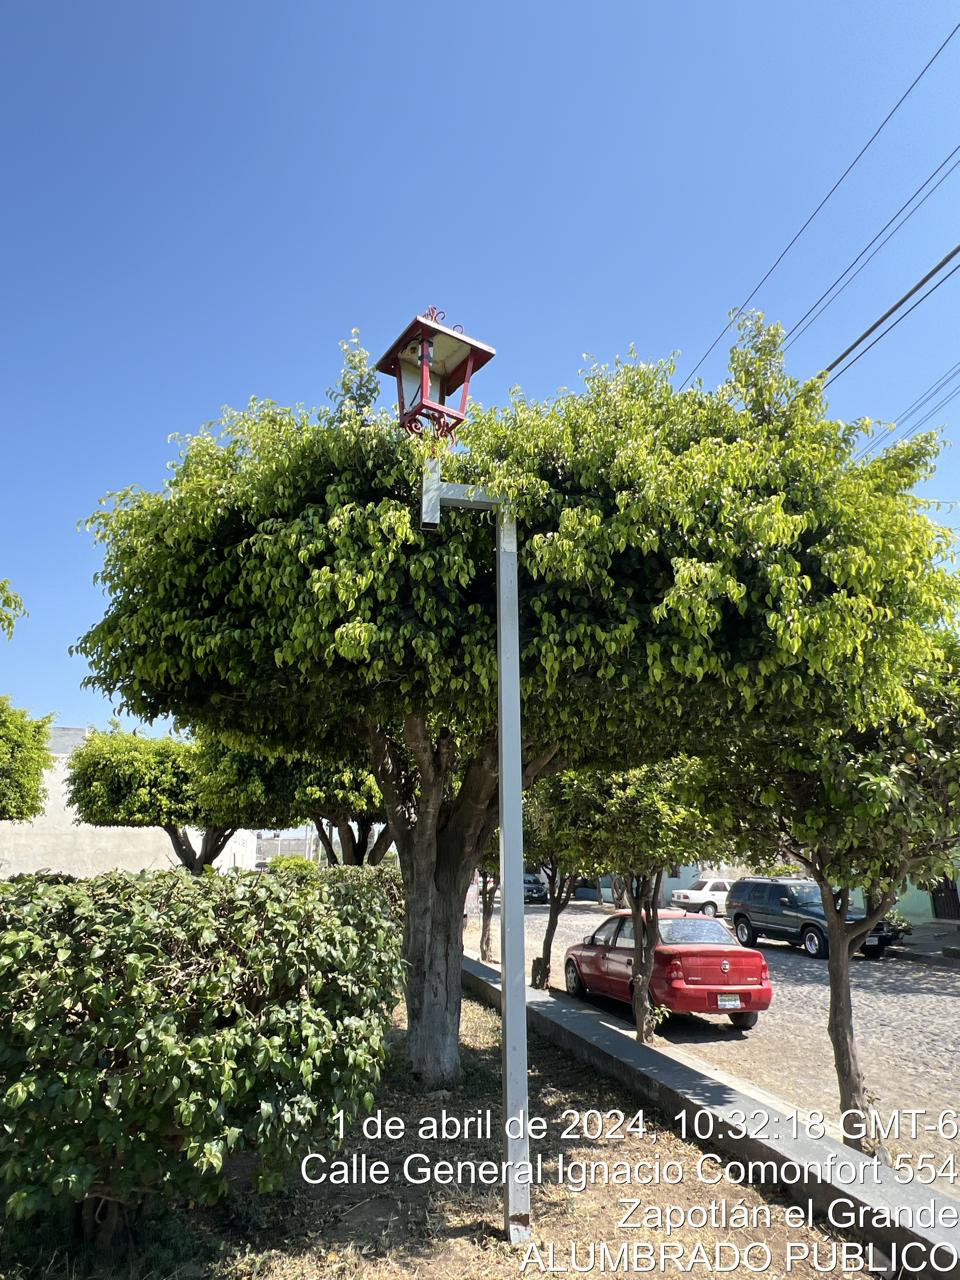 1 de abril de 2024, 10:32:18 GMT-6
Calle General Ignacio Comonfort 554
Zapotlán el Grande
ALUMBRADO PUBLICO